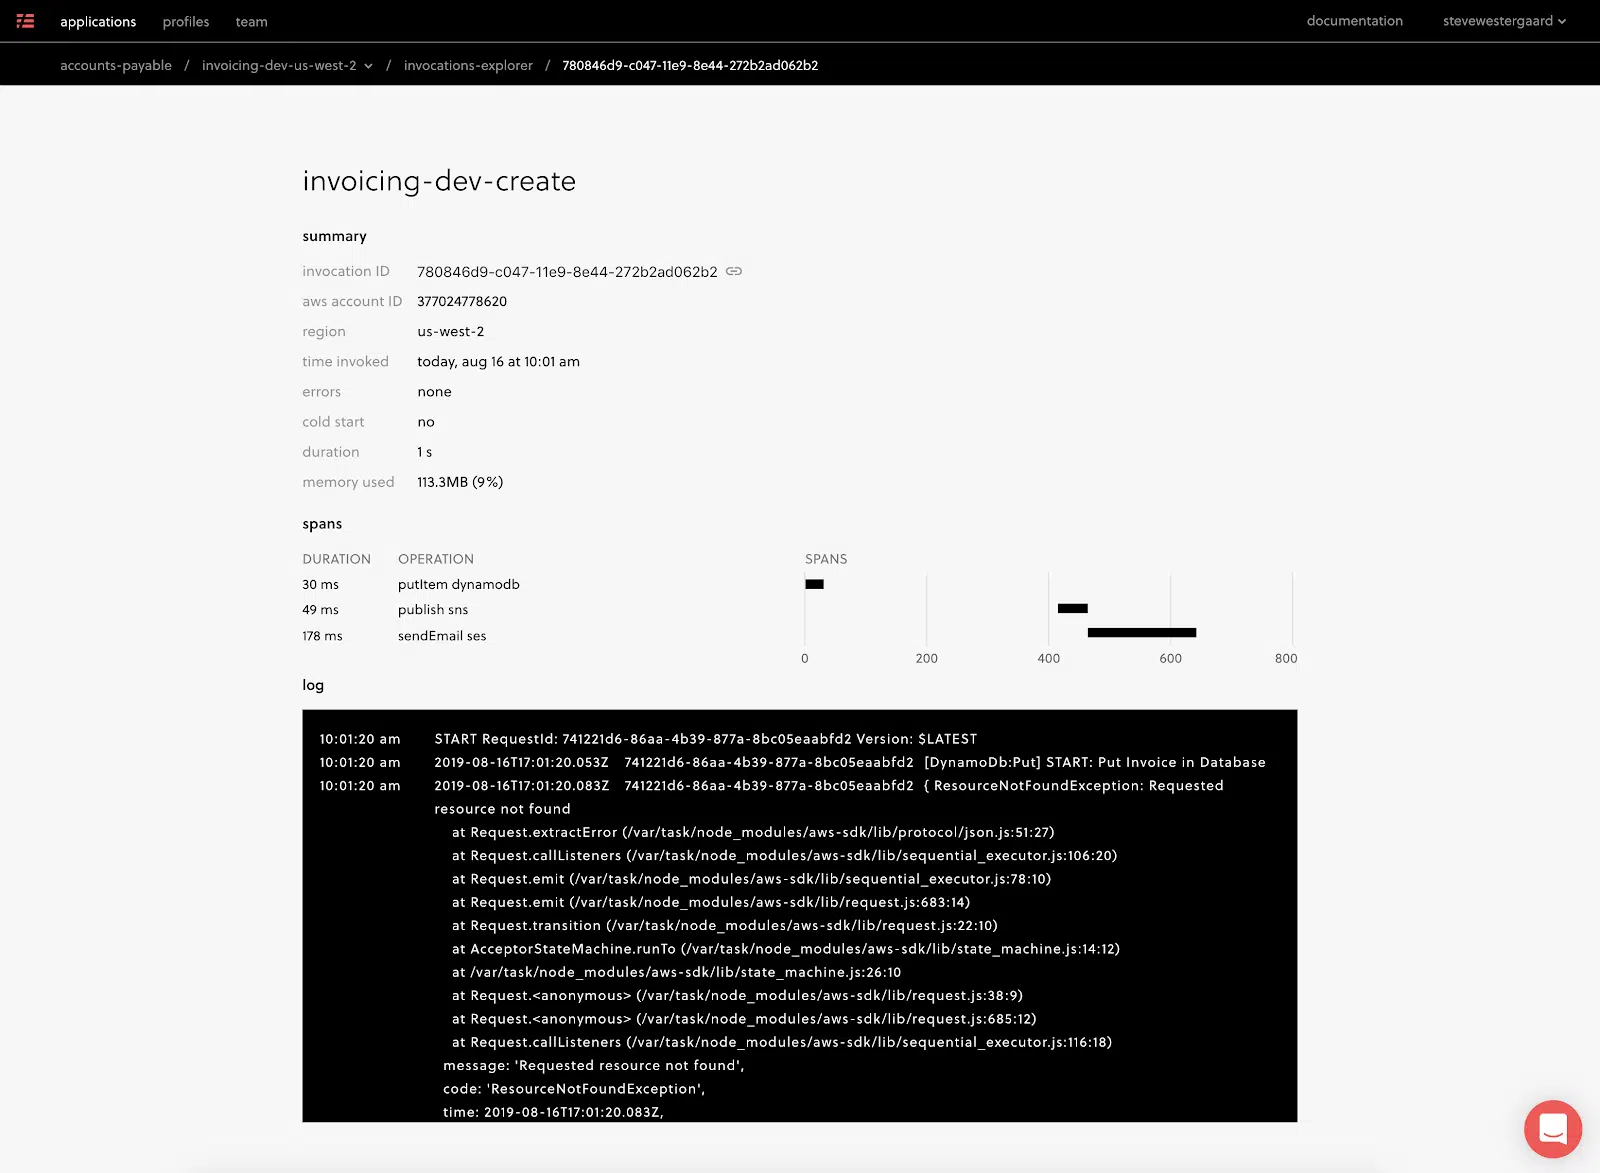 applications profiles team documentation stevewestergaard
accounts-payable / invoicing-dev-us-west-2 / invocations-explorer / 780846d9-c047-11e9-8e44-272b2ad062b2
invoicing-dev-create
summary
invocation ID 780846d9-c047-11e9-8e44-272b2ad062b2
aws account ID 377024778620
region us-west-2
time invoked today, aug 16 at 10:01 am
errors none
cold start no
duration 1 s
memory used 113.3MB (9%)
spans
DURATION OPERATION SPANS
30 ms putItem dynamodb
49 ms publish sns
178 ms sendEmail ses
0 200 400 600 800
log
10:01:20 am START RequestId: 741221d6-86aa-4b39-877a-8bc05eaabfd2 Version: $LATEST
10:01:20 am 2019-08-16T17:01:20.053Z 741221d6-86aa-4b39-877a-8bc05eaabfd2 [DynamoDb:Put] START: Put Invoice in Database
10:01:20 am 2019-08-16T17:01:20.083Z 741221d6-86aa-4b39-877a-8bc05eaabfd2 { ResourceNotFoundException: Requested
resource not found
at Request.extractError (/var/task/node_modules/aws-sdk/lib/protocol/json.js:51:27)
at Request.callListeners (/var/task/node_modules/aws-sdk/lib/sequential_executor.js:106:20)
at Request.emit (/var/task/node_modules/aws-sdk/lib/sequential_executor.js:78:10)
at Request.emit (/var/task/node_modules/aws-sdk/lib/request.js:683:14)
at Request.transition (/var/task/node_modules/aws-sdk/lib/request.js:22:10)
at AcceptorStateMachine.runTo (/var/task/node_modules/aws-sdk/lib/state_machine.js:14:12)
at /var/task/node_modules/aws-sdk/lib/state_machine.js:26:10
at Request.<anonymous> (/var/task/node_modules/aws-sdk/lib/request.js:38:9)
at Request.<anonymous> (/var/task/node_modules/aws-sdk/lib/request.js:685:12)
at Request.callListeners (/var/task/node_modules/aws-sdk/lib/sequential_executor.js:116:18)
message: 'Requested resource not found',
code: 'ResourceNotFoundException',
time: 2019-08-16T17:01:20.083Z,